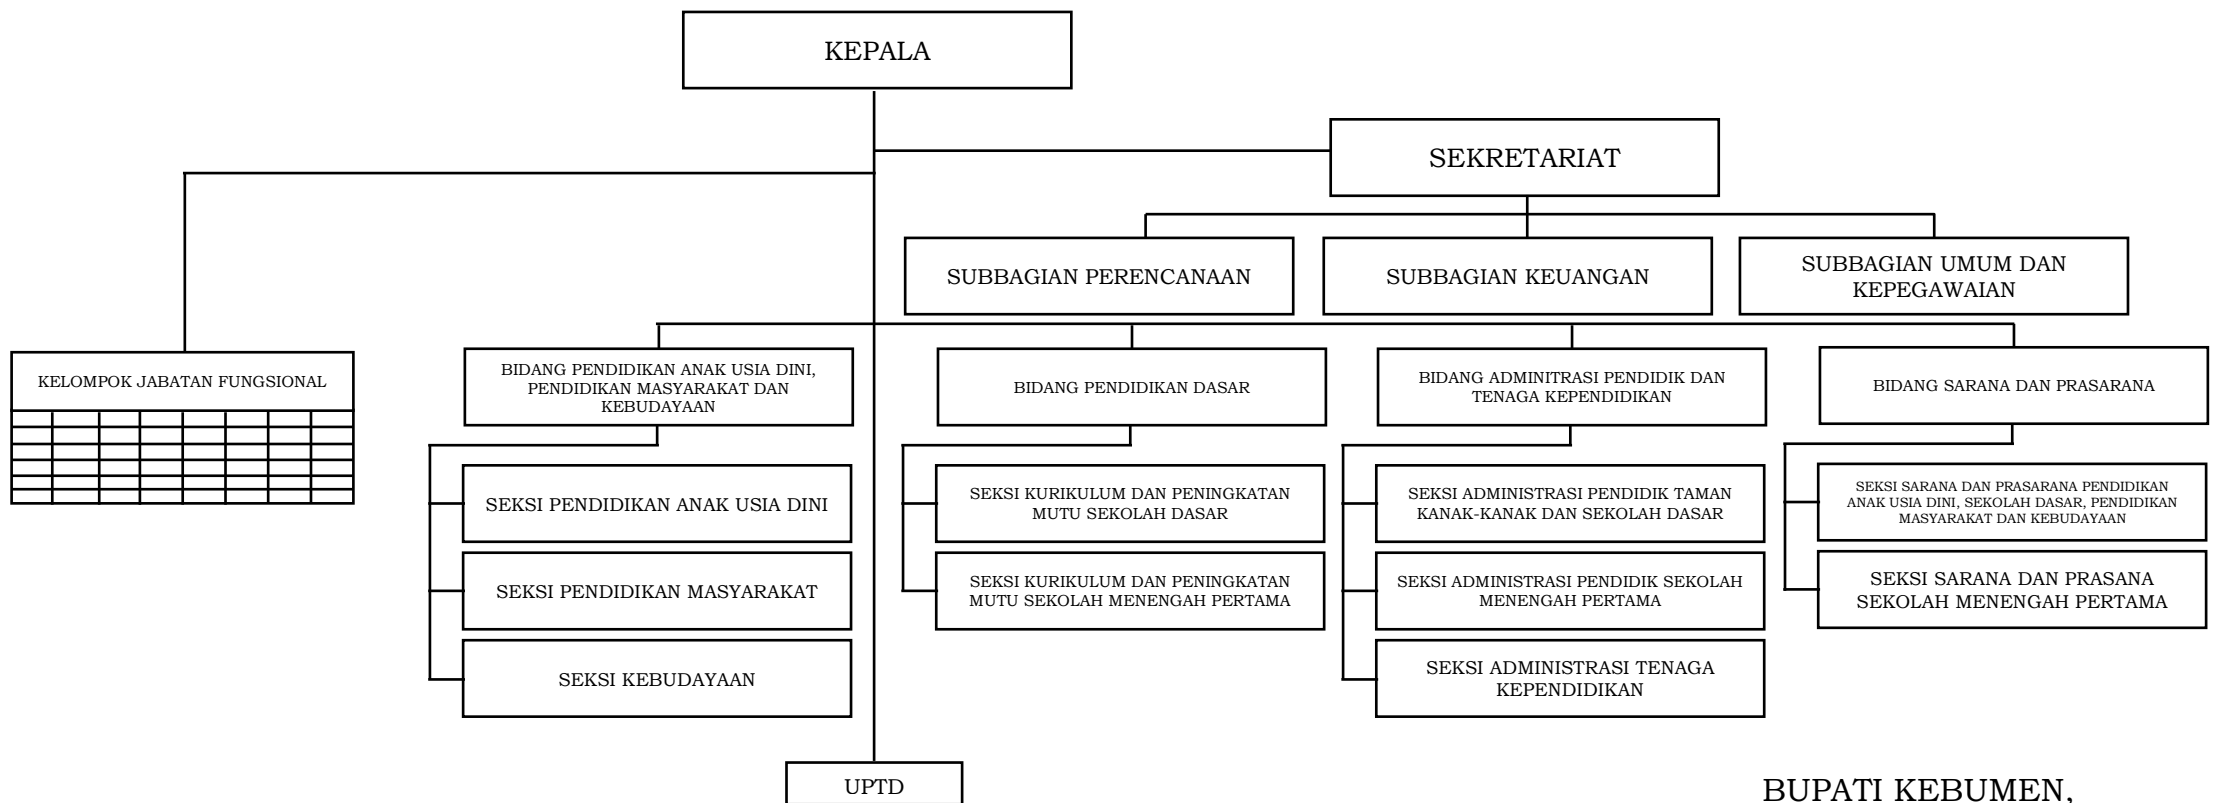 KEPALA
SEKRETARIAT
SUBBAGIAN PERENCANAAN
SUBBAGIAN KEUANGAN
SUBBAGIAN UMUM DAN
KEPEGAWAIAN
KELOMPOK JABATAN FUNGSIONAL
BIDANG PENDIDIKAN ANAK USIA DINI,
PENDIDIKAN MASYARAKAT DAN
KEBUDAYAAN
BIDANG PENDIDIKAN DASAR
BIDANG ADMINITRASI PENDIDIK DAN
TENAGA KEPENDIDIKAN
BIDANG SARANA DAN PRASARANA
SEKSI PENDIDIKAN ANAK USIA DINI
SEKSI PENDIDIKAN MASYARAKAT
SEKSI KEBUDAYAAN
SEKSI KURIKULUM DAN PENINGKATAN
MUTU SEKOLAH DASAR
SEKSI KURIKULUM DAN PENINGKATAN
MUTU SEKOLAH MENENGAH PERTAMA
SEKSI ADMINISTRASI PENDIDIK TAMAN
KANAK-KANAK DAN SEKOLAH DASAR
SEKSI ADMINISTRASI PENDIDIK SEKOLAH
MENENGAH PERTAMA
SEKSI ADMINISTRASI TENAGA
KEPENDIDIKAN
SEKSI SARANA DAN PRASARANA PENDIDIKAN
ANAK USIA DINI, SEKOLAH DASAR, PENDIDIKAN
MASYARAKAT DAN KEBUDAYAAN
SEKSI SARANA DAN PRASANA
SEKOLAH MENENGAH PERTAMA
UPTD
BUPATI KEBUMEN,